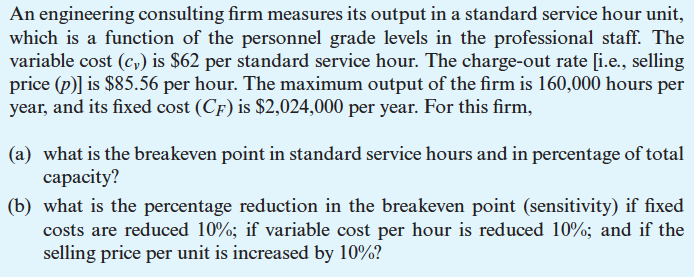 An engineering consulting firm measures its output in a standard service hour unit,
which is a function of the personnel grade levels in the professional staff. The
variable cost (cᵥ) is $62 per standard service hour. The charge-out rate [i.e., selling
price (p)] is $85.56 per hour. The maximum output of the firm is 160,000 hours per
year, and its fixed cost (C_F) is $2,024,000 per year. For this firm,
(a) what is the breakeven point in standard service hours and in percentage of total
capacity?
(b) what is the percentage reduction in the breakeven point (sensitivity) if fixed
costs are reduced 10%; if variable cost per hour is reduced 10%; and if the
selling price per unit is increased by 10%?